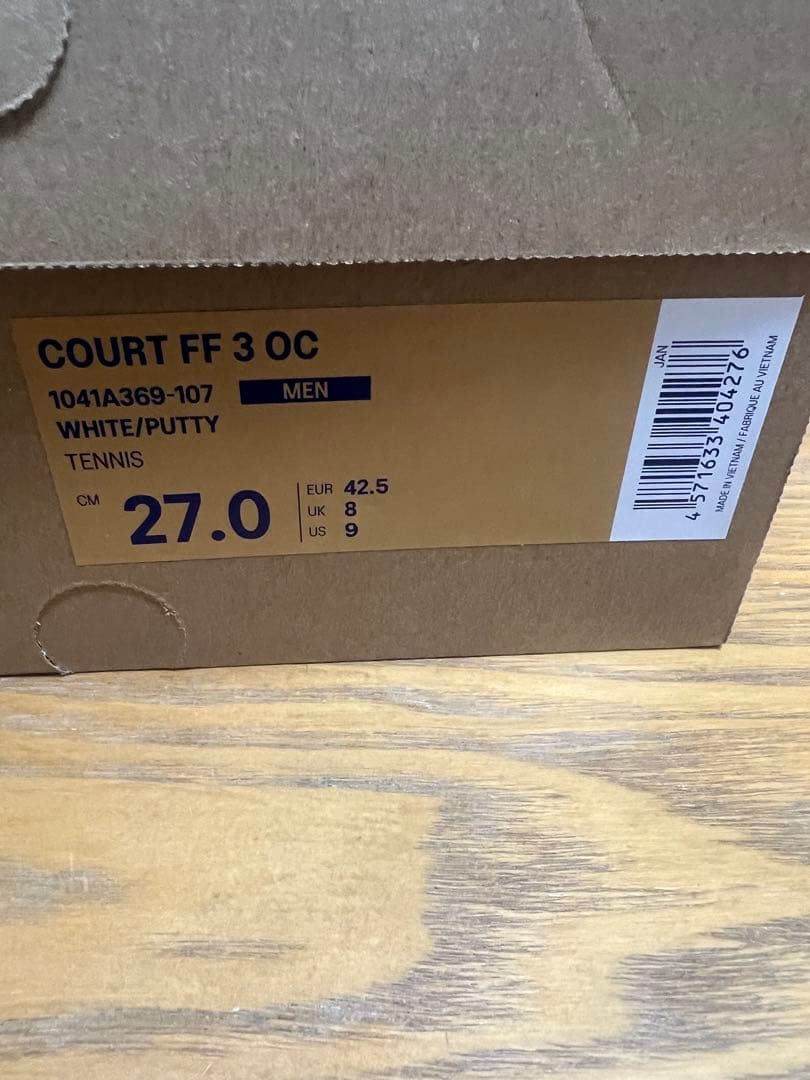 COURT FF 3 OC
1041A369-107 MEN
WHITE/PUTTY
TENNIS
CM 27.0
EUR 42.5
UK 8
US 9
JAN
4 571633 404276
MADE IN VIETNAM / FABRIQUE AU VIETNAM